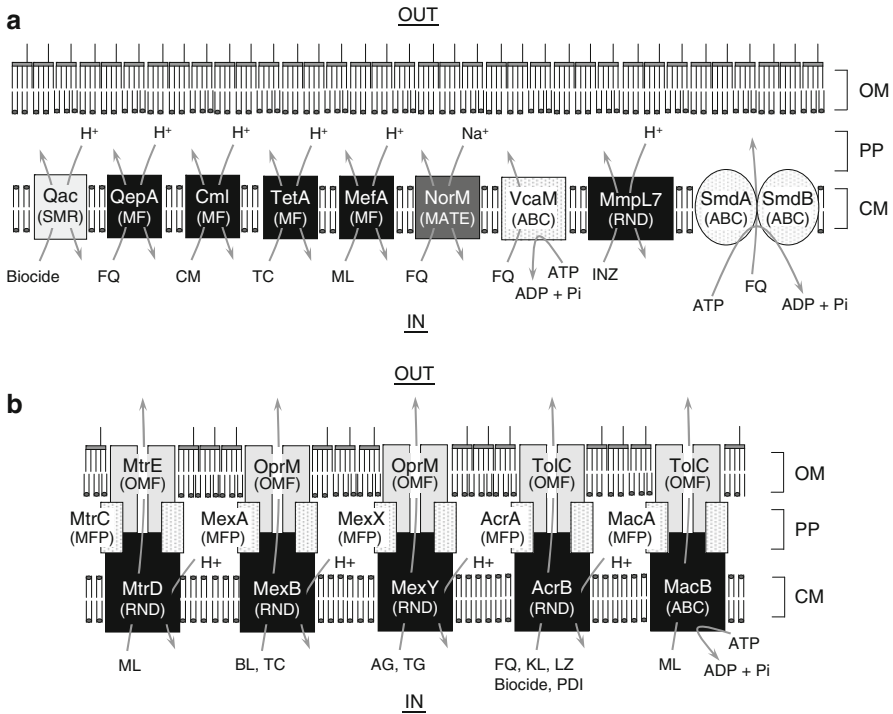 a
OUT
OM
H+ H+ H+ H+ H+ Na+ H+
PP
Qac QepA Cml TetA MefA NorM VcaM MmpL7 SmdA SmdB
(SMR) (MF) (MF) (MF) (MF) (MATE) (ABC) (RND) (ABC) (ABC)
CM
Biocide FQ CM TC ML FQ FQ ATP INZ FQ
ADP + Pi ATP ADP + Pi
IN
OUT
b
MtrE OprM OprM TolC TolC
(OMF) (OMF) (OMF) (OMF) (OMF)
OM
MtrC MexA MexX AcrA MacA
(MFP) (MFP) (MFP) (MFP) (MFP)
PP
H+ H+ H+ H+
MtrD MexB MexY AcrB MacB
(RND) (RND) (RND) (RND) (ABC)
CM
ML BL, TC AG, TG FQ, KL, LZ ML ATP
Biocide, PDI ADP + Pi
IN